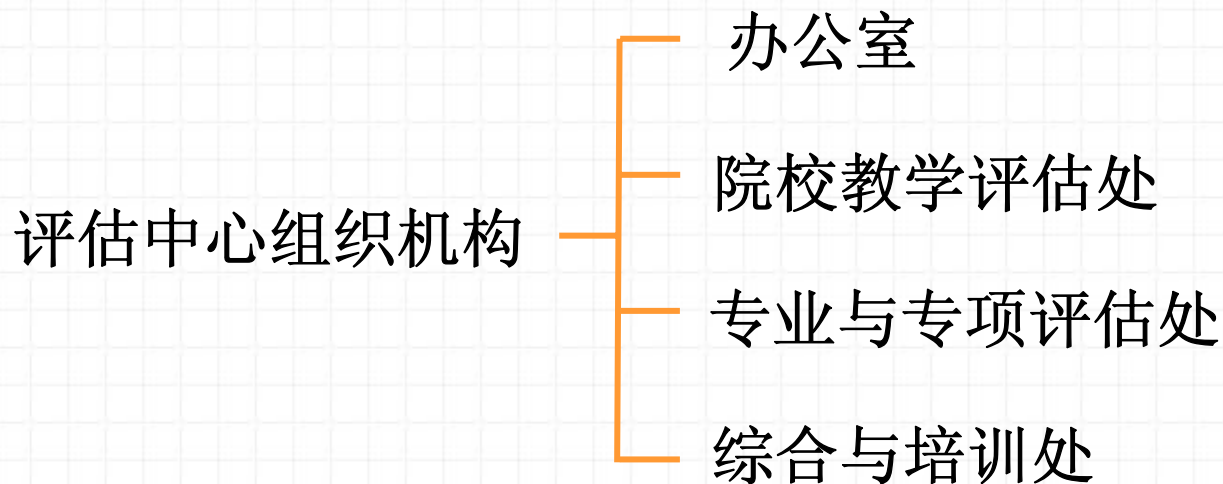 评估中心组织机构
办公室
院校教学评估处
专业与专项评估处
综合与培训处